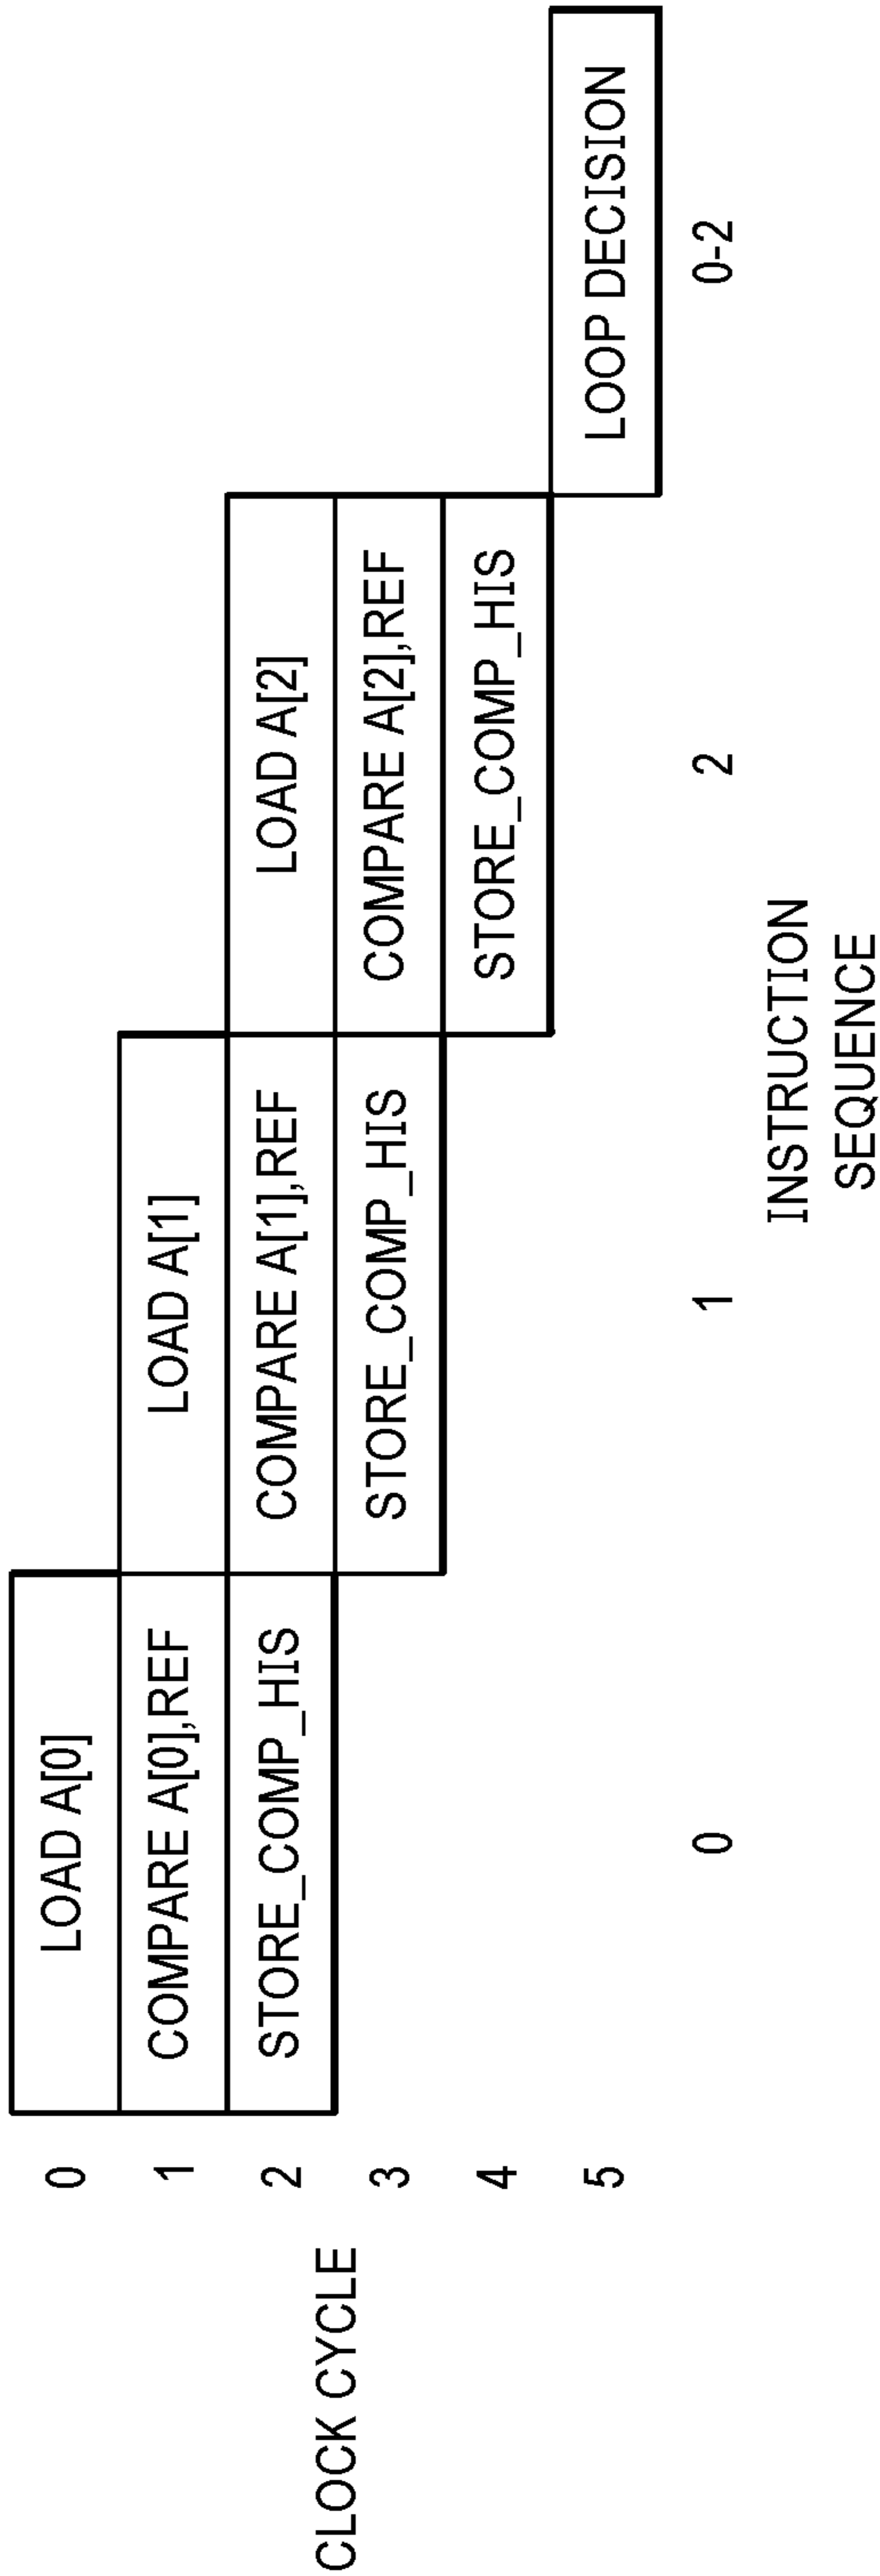 0
LOAD A[0]
1
COMPARE A[0],REF
LOAD A[1]
2
STORE_COMP_HIS
COMPARE A[1],REF
LOAD A[2]
CLOCK CYCLE
3
STORE_COMP_HIS
COMPARE A[2],REF
4
STORE_COMP_HIS
5
LOOP DECISION
0
1
2
0-2
INSTRUCTION
SEQUENCE